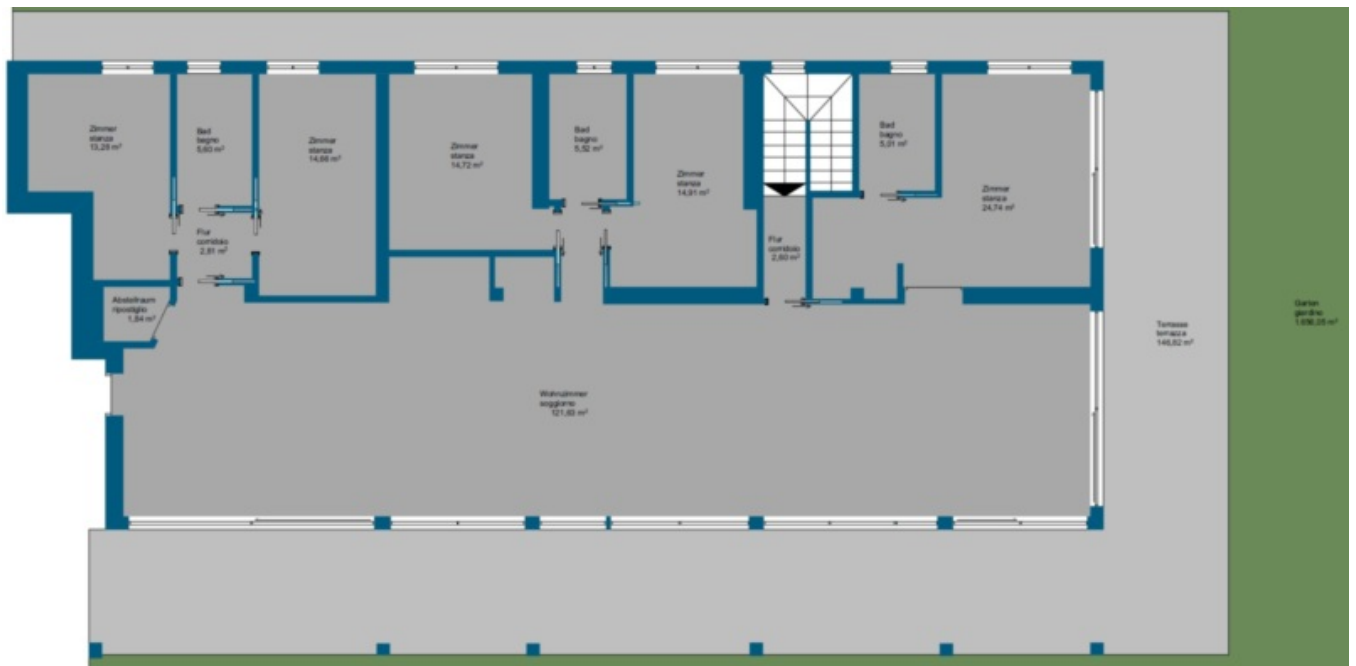 Zimmer
stanza
13,28 m²
Bad
bagno
5,60 m²
Zimmer
stanza
14,66 m²
Zimmer
stanza
14,72 m²
Bad
bagno
5,52 m²
Zimmer
stanza
14,91 m²
Bad
bagno
5,01 m²
Zimmer
stanza
24,74 m²
Flur
corridoio
2,81 m²
Flur
corridoio
2,60 m²
Abstellraum
ripostiglio
1,84 m²
Wohnzimmer
soggiorno
121,63 m²
Terrasse
terrazza
146,82 m²
Garten
giardino